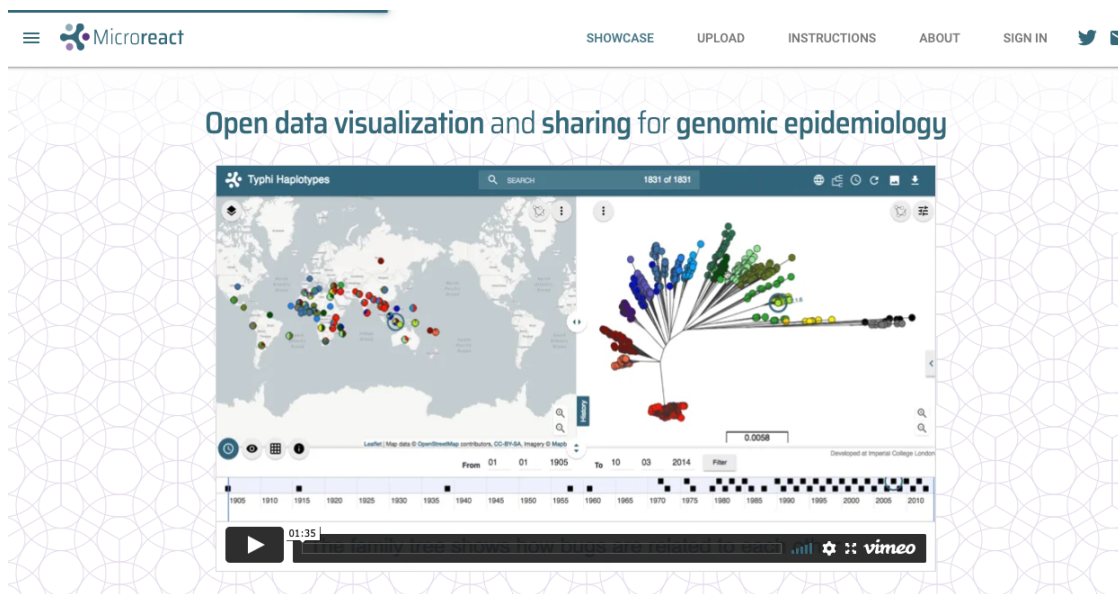 Microreact
SHOWCASE UPLOAD INSTRUCTIONS ABOUT SIGN IN
Open data visualization and sharing for genomic epidemiology
Typhi Haplotypes
SEARCH 1831 of 1831
History
0.0058
Leaflet | Map data © OpenStreetMap contributors, CC-BY-SA, Imagery © Mapb
Developed at Imperial College London
From 01 01 1905 To 10 03 2014 Filter
1905 1910 1915 1920 1925 1930 1935 1940 1945 1950 1955 1960 1965 1970 1975 1980 1985 1990 1995 2000 2005 2010
01:35
The family tree shows how bugs are related to each
vimeo